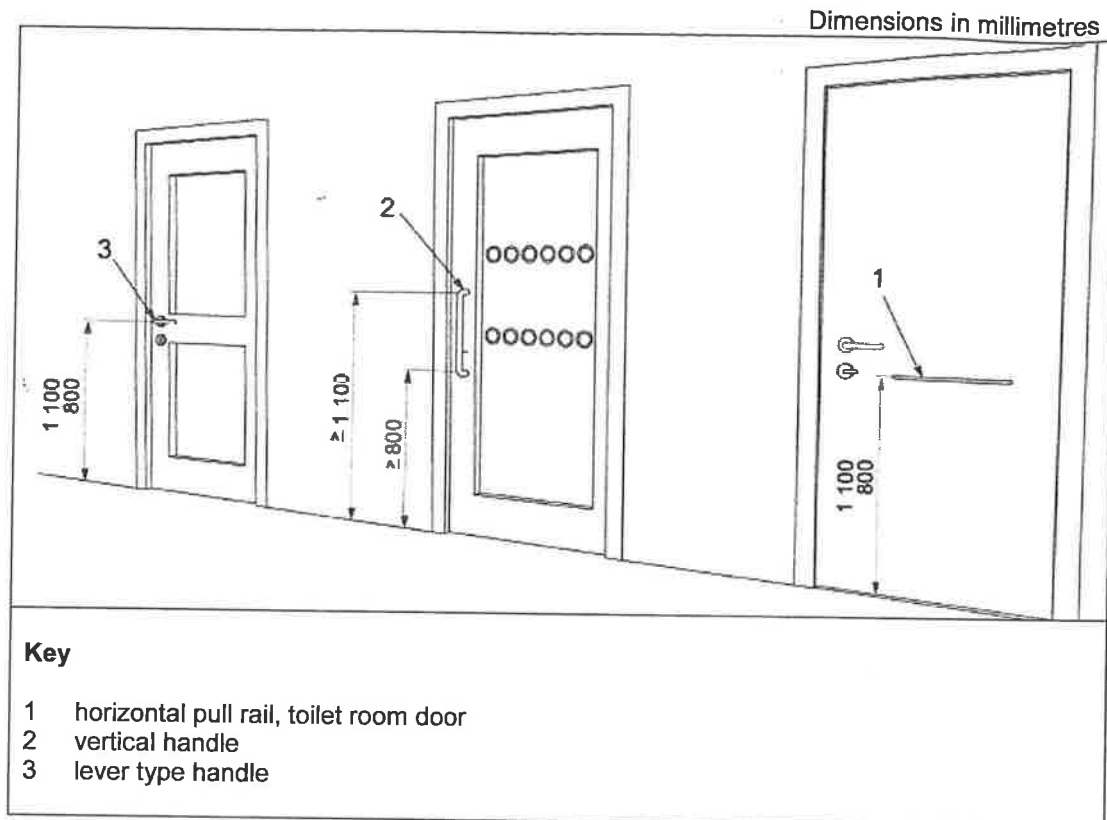 Dimensions in millimetres
3
2
1
1 100
800
≥ 1 100
≥ 800
1 100
800
Key
1 horizontal pull rail, toilet room door
2 vertical handle
3 lever type handle